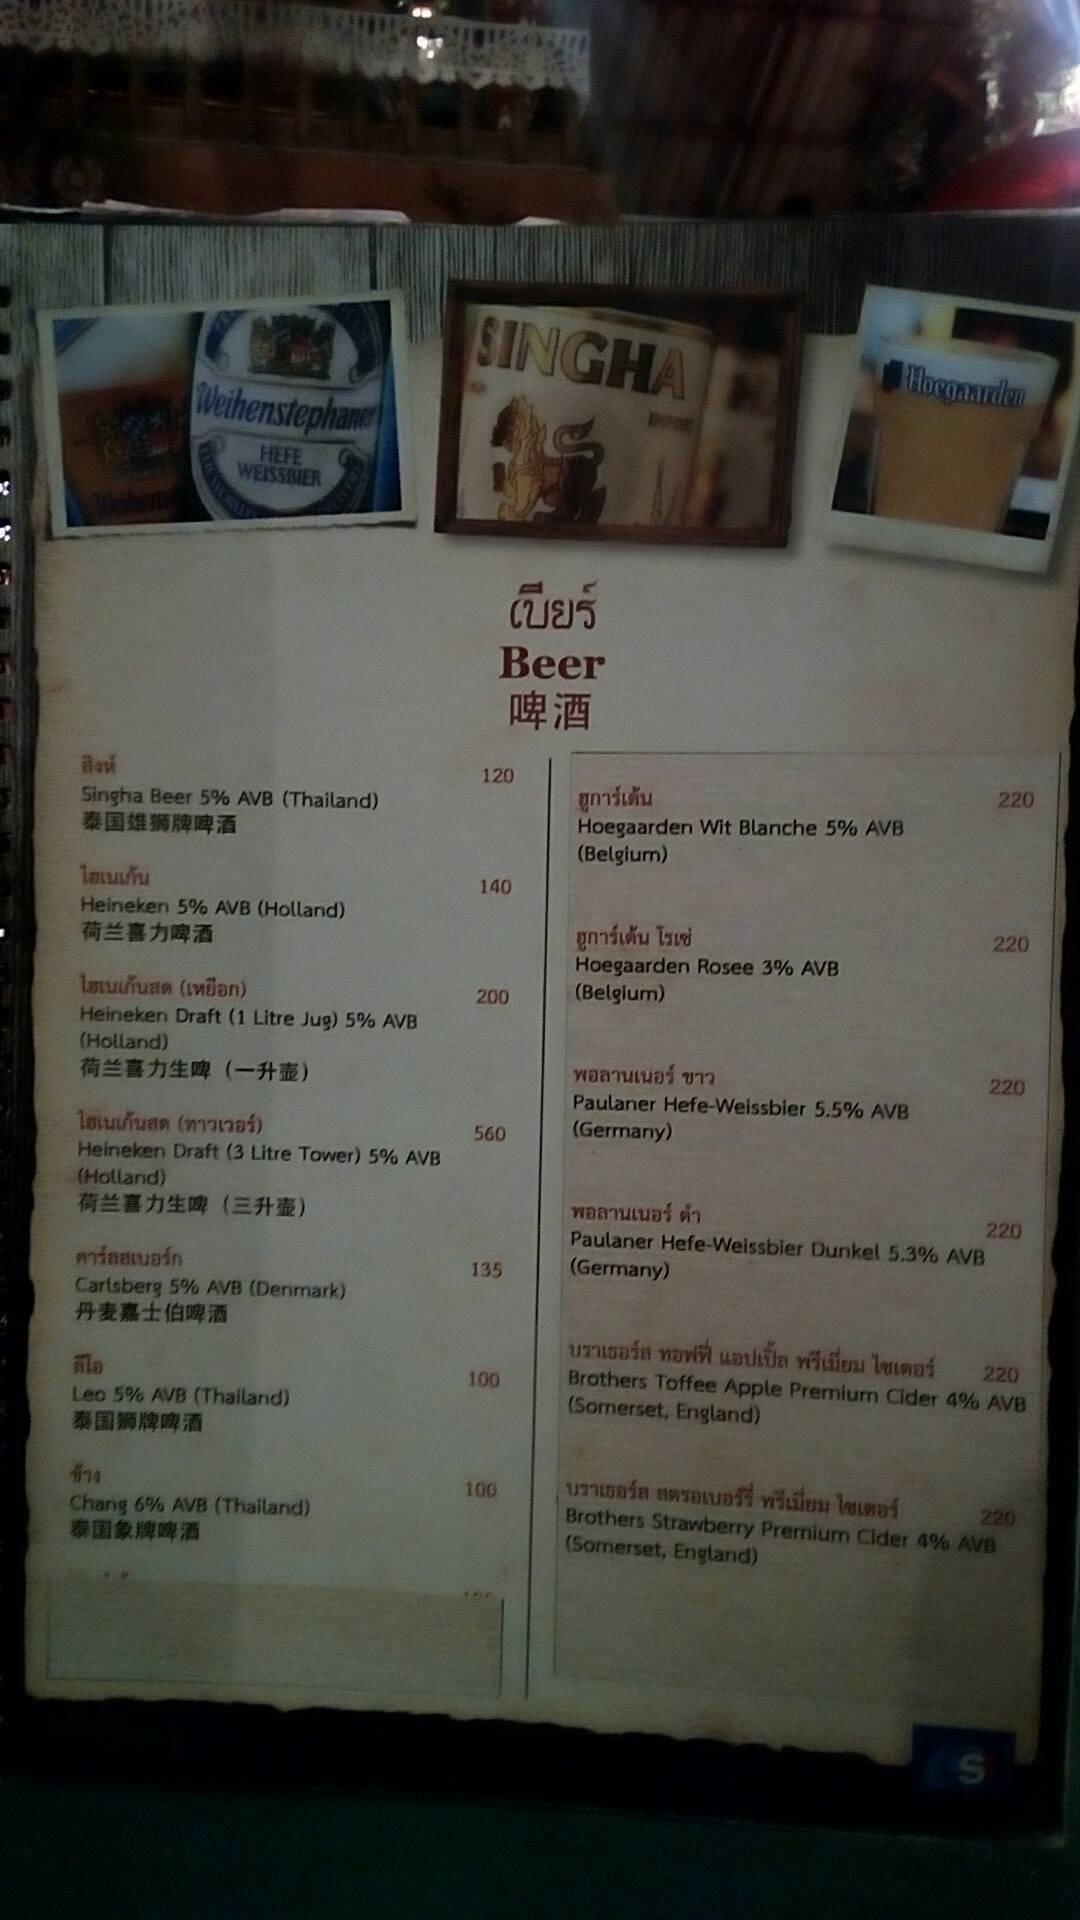 Weihenstephaner
HEFE
WEISSBIER
SINGHA
Hoegaarden
เบียร์
Beer
啤酒
สิงห์ 120
Singha Beer 5% AVB (Thailand)
泰国雄狮牌啤酒
ไฮเนเก้น 140
Heineken 5% AVB (Holland)
荷兰喜力啤酒
ไฮเนเก้นสด (เหยือก) 200
Heineken Draft (1 Litre Jug) 5% AVB
(Holland)
荷兰喜力生啤（一升壶）
ไฮเนเก้นสด (ทาวเวอร์) 560
Heineken Draft (3 Litre Tower) 5% AVB
(Holland)
荷兰喜力生啤（三升壶）
คาร์ลสเบอร์ก 135
Carlsberg 5% AVB (Denmark)
丹麦嘉士伯啤酒
ลีโอ 100
Leo 5% AVB (Thailand)
泰国狮牌啤酒
ช้าง 100
Chang 6% AVB (Thailand)
泰国象牌啤酒
ฮูการ์เด้น 220
Hoegaarden Wit Blanche 5% AVB
(Belgium)
ฮูการ์เด้น โรเซ่ 220
Hoegaarden Rosee 3% AVB
(Belgium)
พอลานเนอร์ ขาว 220
Paulaner Hefe-Weissbier 5.5% AVB
(Germany)
พอลานเนอร์ ดำ 220
Paulaner Hefe-Weissbier Dunkel 5.3% AVB
(Germany)
บราเธอร์ส ทอฟฟี่ แอปเปิ้ล พรีเมี่ยม ไซเดอร์ 220
Brothers Toffee Apple Premium Cider 4% AVB
(Somerset, England)
บราเธอร์ส สตรอเบอร์รี่ พรีเมี่ยม ไซเดอร์ 220
Brothers Strawberry Premium Cider 4% AVB
(Somerset, England)